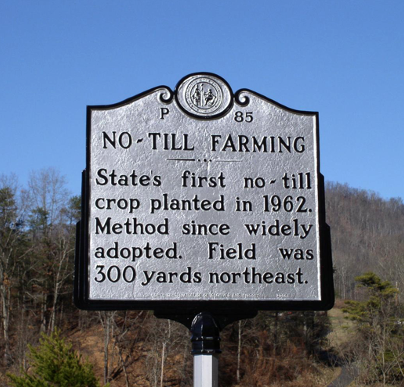 P 85
NO-TILL FARMING
State's first no-till
crop planted in 1962.
Method since widely
adopted. Field was
300 yards northeast.